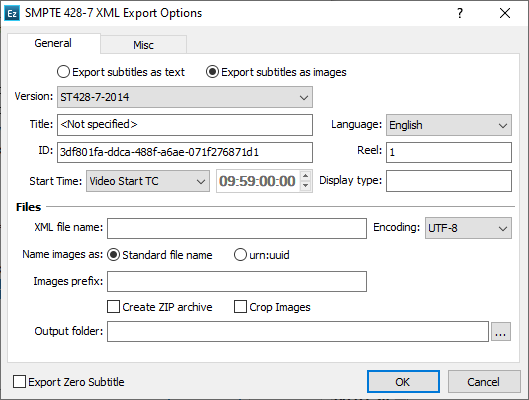 Ez SMPTE 428-7 XML Export Options
General Misc
Export subtitles as text Export subtitles as images
Version: ST428-7-2014
Title: <Not specified> Language: English
ID: 3df801fa-ddca-488f-a6ae-071f276871d1 Reel: 1
Start Time: Video Start TC 09:59:00:00 Display type:
Files
XML file name: Encoding: UTF-8
Name images as: Standard file name urn:uuid
Images prefix:
Create ZIP archive Crop Images
Output folder: ...
Export Zero Subtitle OK Cancel